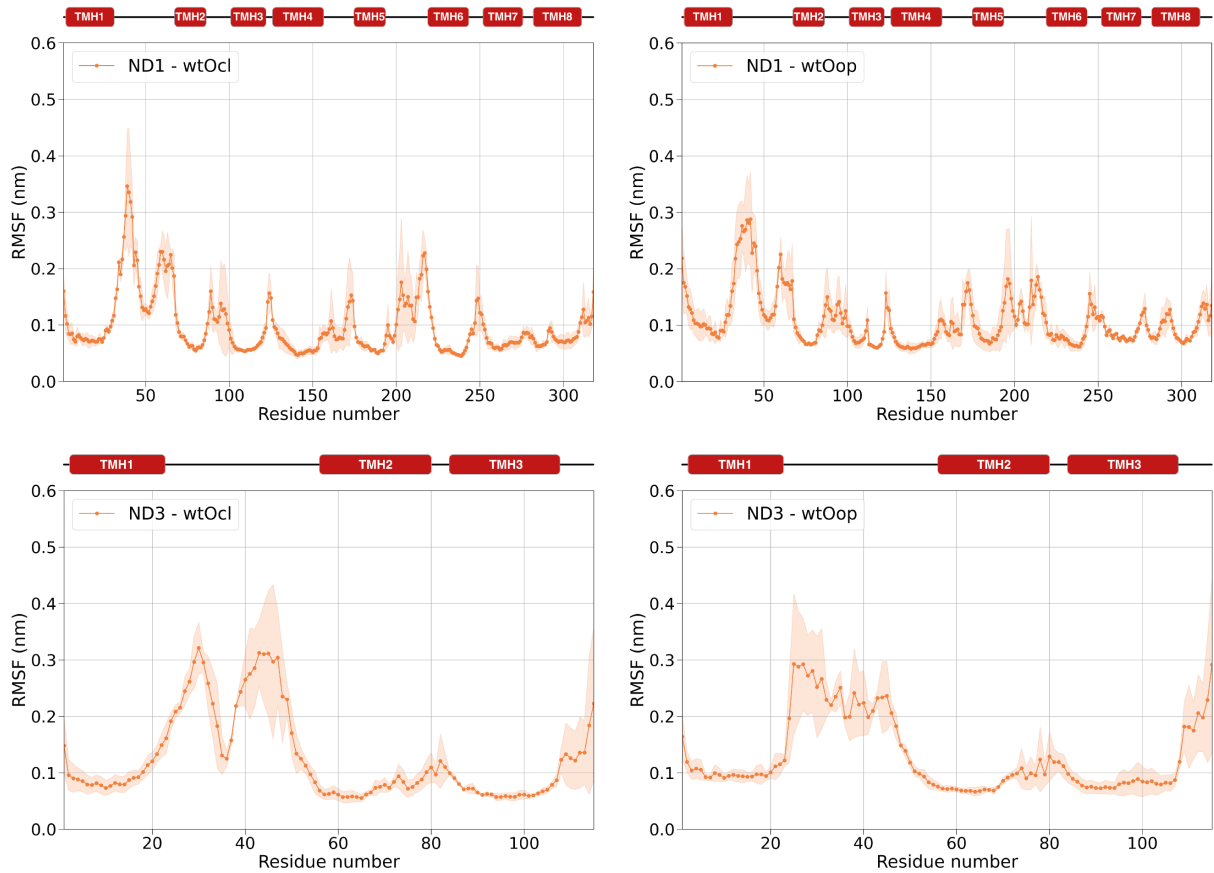 TMH1 TMH2 TMH3 TMH4 TMH5 TMH6 TMH7 TMH8
0.6
0.5
0.4
0.3
0.2
0.1
0.0
RMSF (nm)
ND1 - wtOcl
50 100 150 200 250 300
Residue number
TMH1 TMH2 TMH3 TMH4 TMH5 TMH6 TMH7 TMH8
0.6
0.5
0.4
0.3
0.2
0.1
0.0
RMSF (nm)
ND1 - wtOop
50 100 150 200 250 300
Residue number
TMH1 TMH2 TMH3
0.6
0.5
0.4
0.3
0.2
0.1
0.0
RMSF (nm)
ND3 - wtOcl
20 40 60 80 100
Residue number
TMH1 TMH2 TMH3
0.6
0.5
0.4
0.3
0.2
0.1
0.0
RMSF (nm)
ND3 - wtOop
20 40 60 80 100
Residue number